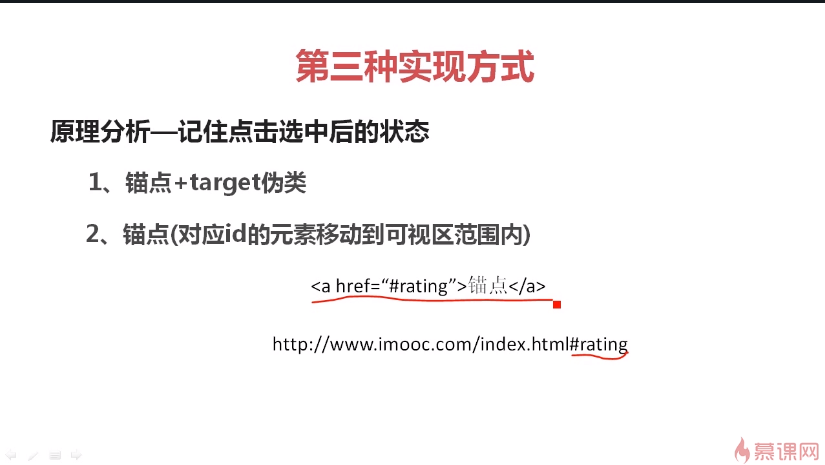 第三种实现方式
原理分析—记住点击选中后的状态
1、锚点+target伪类
2、锚点(对应id的元素移动到可视区范围内)
<a href=“#rating”>锚点</a>
http://www.imooc.com/index.html#rating
慕课网